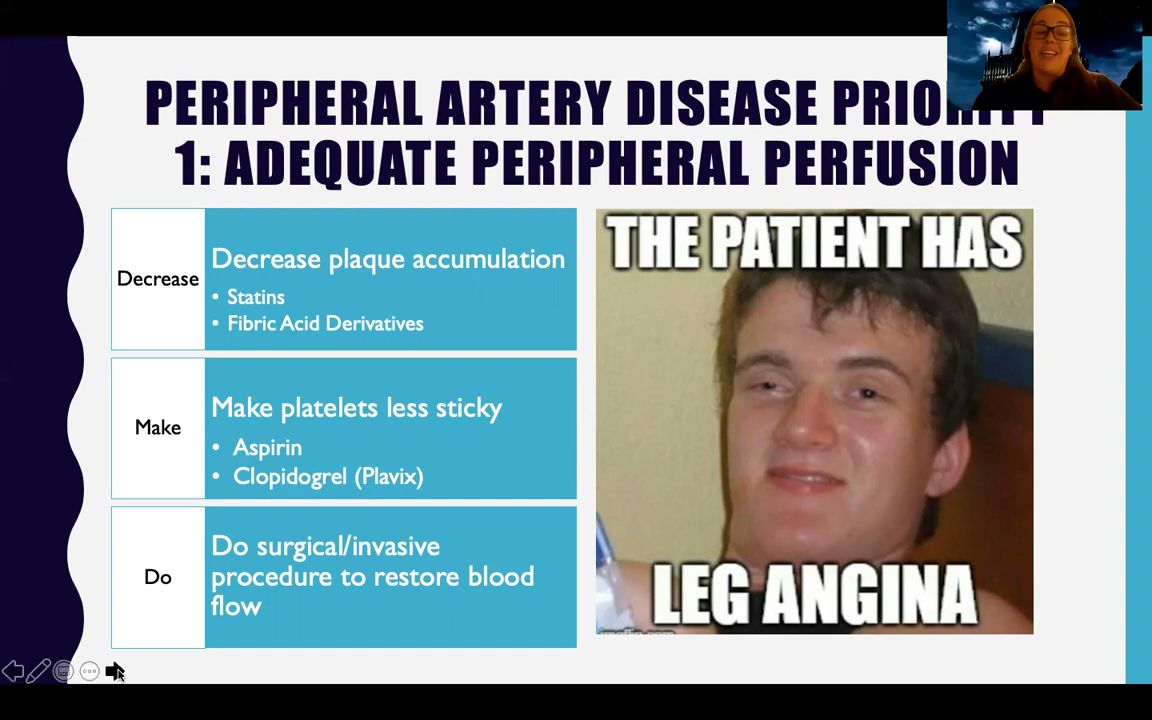 PERIPHERAL ARTERY DISEASE PRIORITY
1: ADEQUATE PERIPHERAL PERFUSION
Decrease
Decrease plaque accumulation
• Statins
• Fibric Acid Derivatives
Make
Make platelets less sticky
• Aspirin
• Clopidogrel (Plavix)
Do
Do surgical/invasive
procedure to restore blood
flow
THE PATIENT HAS
LEG ANGINA